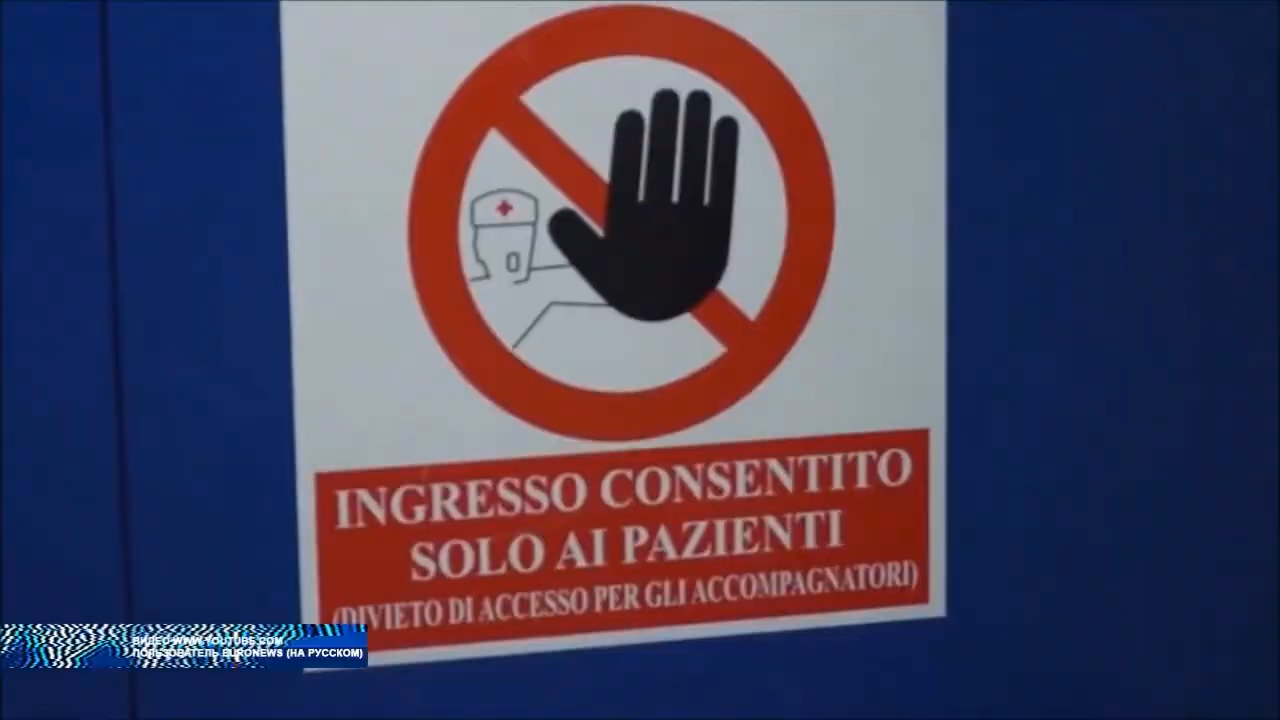 INGRESSO CONSENTITO
SOLO AI PAZIENTI
(DIVIETO DI ACCESSO PER GLI ACCOMPAGNATORI)
ВИДЕО WWW.YOUTUBE.COM
ПОЛЬЗОВАТЕЛЬ EURONEWS (НА РУССКОМ)